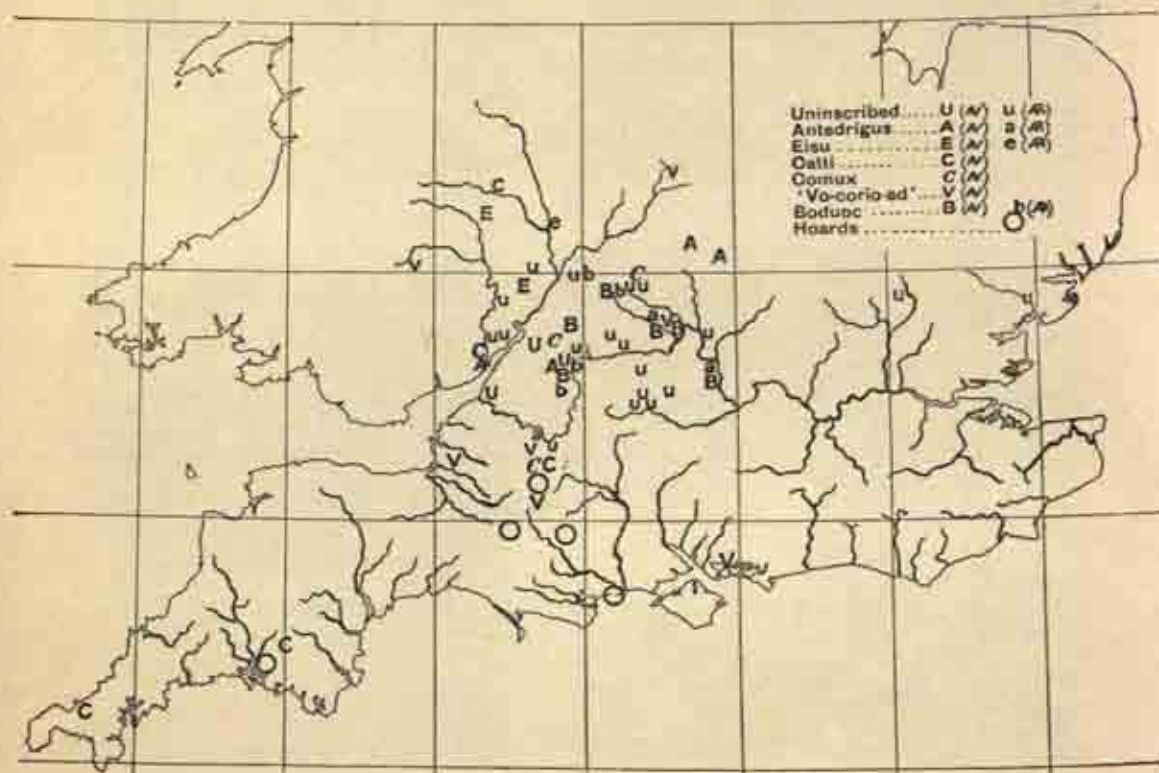 Uninscribed ..... U (AV) u (AR)
Antedrigus ..... A (AV) a (AR)
Eisu ..... E (AV) e (AR)
Catti ..... C (AV)
Comux C (AV)
'Vo-corio-ad' ... V (AV)
Boduoc ..... B (AV) b (AR)
Hoards .....
V
C
E
e
A A
V u u b C
E B b u u
u u
a
B B B u
u u U C u u
C u
A u b u a
B B
b u u
u u u
V
V C C
V
V
C
C